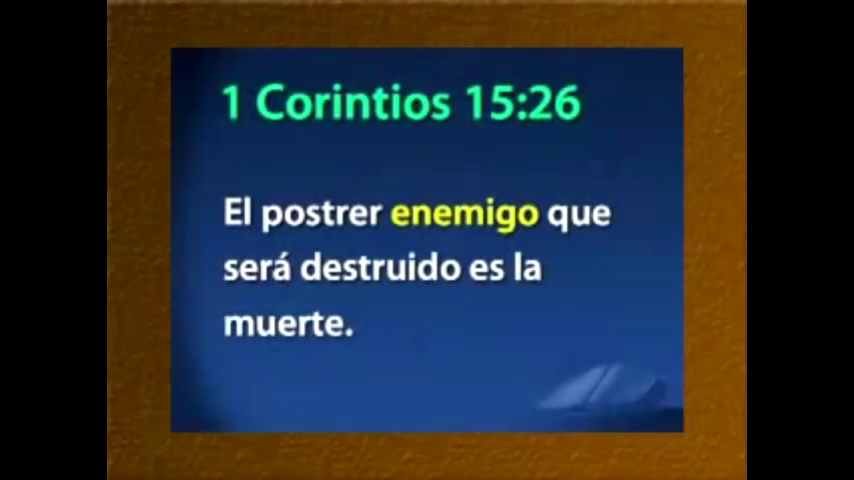 1 Corintios 15:26
El postrer enemigo que
será destruido es la
muerte.